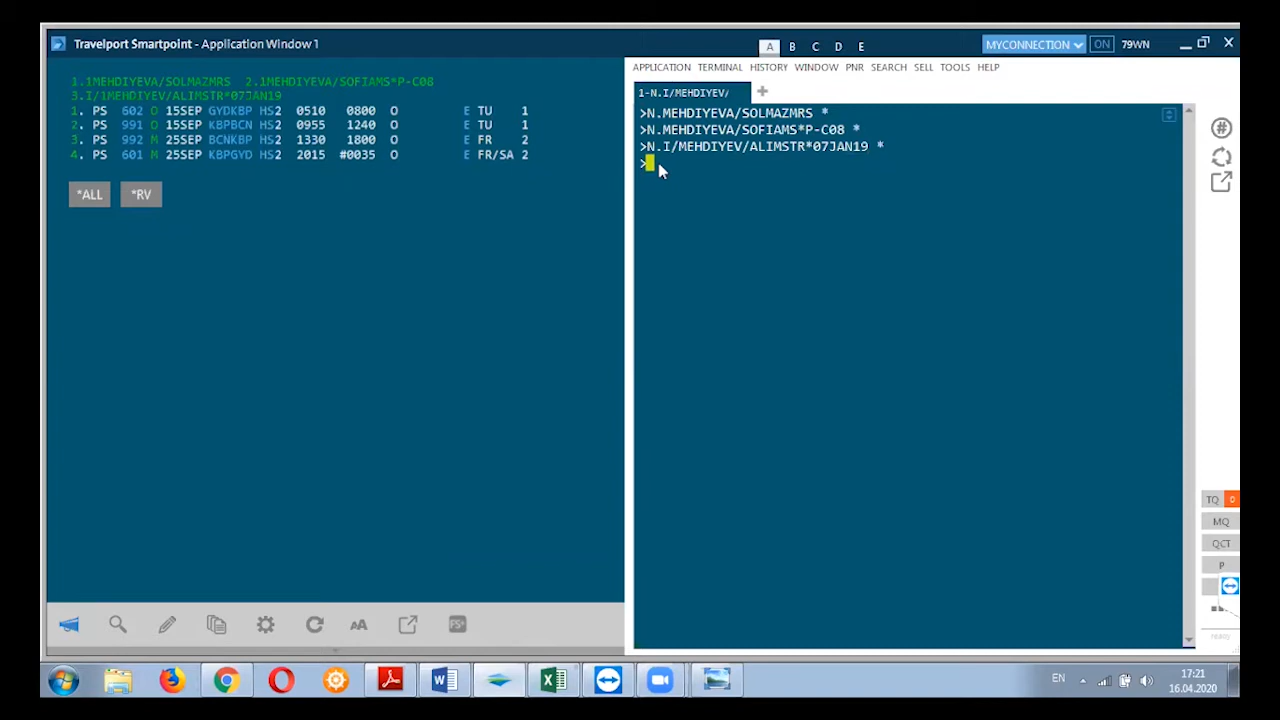 Travelport Smartpoint - Application Window 1
A B C D E
MYCONNECTION ON 79WN
APPLICATION TERMINAL HISTORY WINDOW PNR SEARCH SELL TOOLS HELP
1.1MEHDIYEVA/SOLMAZMRS 2.1MEHDIYEVA/SOFIAMS*P-C08
3.I/1MEHDIYEV/ALIMSTR*07JAN19
1. PS 602 O 15SEP GYDKBP HS2 0510 0800 O E TU 1
2. PS 991 O 15SEP KBPBCN HS2 0955 1240 O E TU 1
3. PS 992 M 25SEP BCNKBP HS2 1330 1800 O E FR 2
4. PS 601 M 25SEP KBPGYD HS2 2015 #0035 O E FR/SA 2
*ALL *RV
1-N.I/MEHDIYEV/
>N.MEHDIYEVA/SOLMAZMRS *
>N.MEHDIYEVA/SOFIAMS*P-C08 *
>N.I/MEHDIYEV/ALIMSTR*07JAN19 *
>
TQ 0
MQ
QCT
P
ready
AA
PS+
EN
17:21
16.04.2020